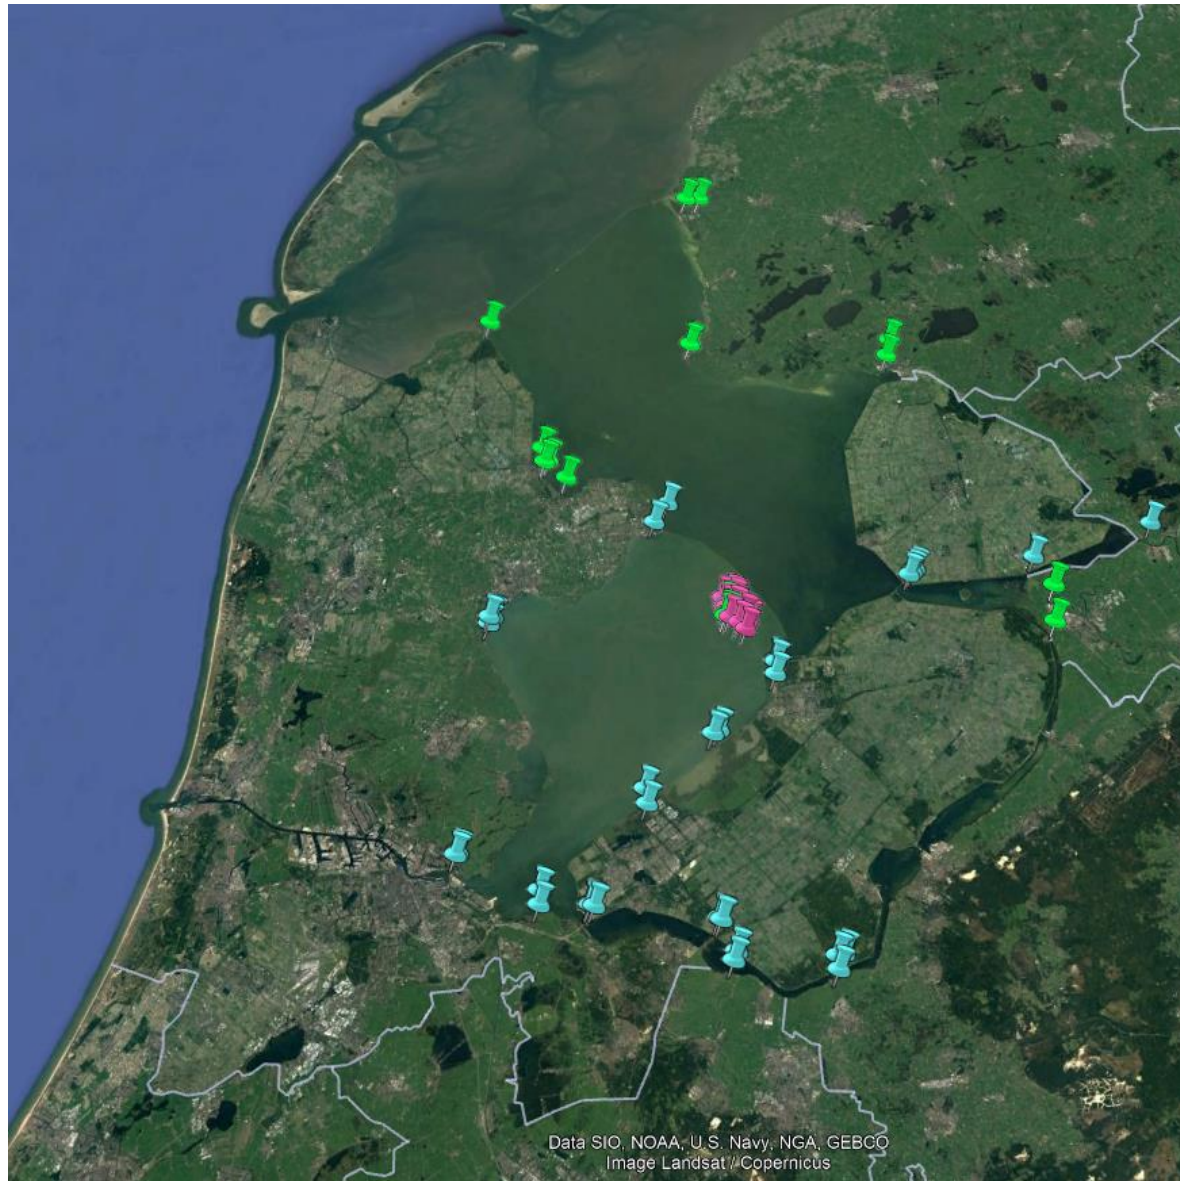 Data SIO, NOAA, U.S. Navy, NGA, GEBCO
Image Landsat / Copernicus